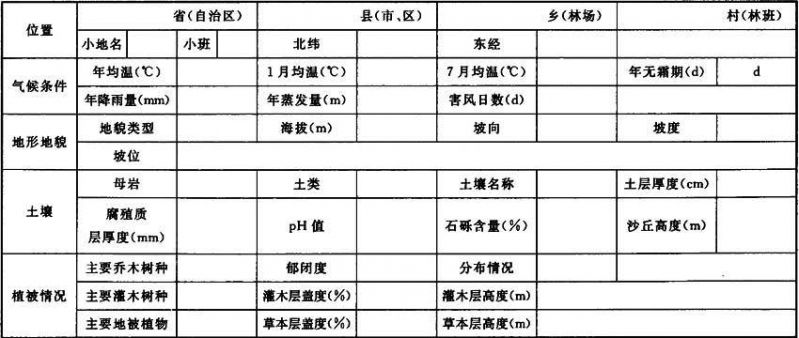 位置 省(自治区) 县(市、区) 乡(林场) 村(林班)
小地名 小班 北纬 东经
气候条件 年均温(℃) 1月均温(℃) 7月均温(℃) 年无霜期(d) d
年降雨量(mm) 年蒸发量(m) 害风日数(d)
地形地貌 地貌类型 海拔(m) 坡向 坡度
坡位
土壤 母岩 土类 土壤名称 土层厚度(cm)
腐殖质
层厚度(mm) pH值 石砾含量(%) 沙丘高度(m)
植被情况 主要乔木树种 郁闭度 分布情况
主要灌木树种 灌木层盖度(%) 灌木层高度(m)
主要地被植物 草本层盖度(%) 草本层高度(m)